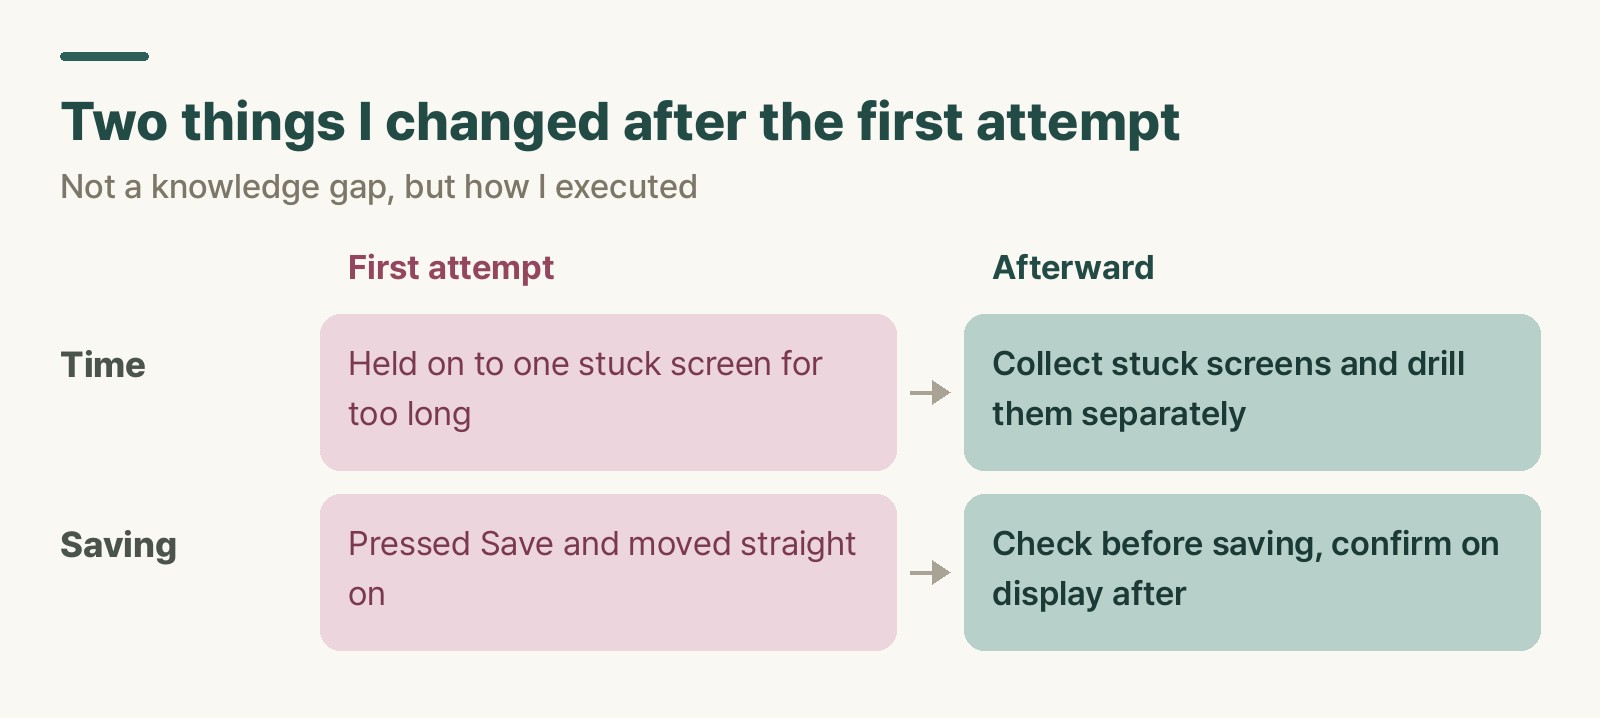 Two things I changed after the first attempt
Not a knowledge gap, but how I executed
First attempt
Afterward
Time
Held on to one stuck screen for
too long
Collect stuck screens and drill
them separately
Saving
Pressed Save and moved straight
on
Check before saving, confirm on
display after